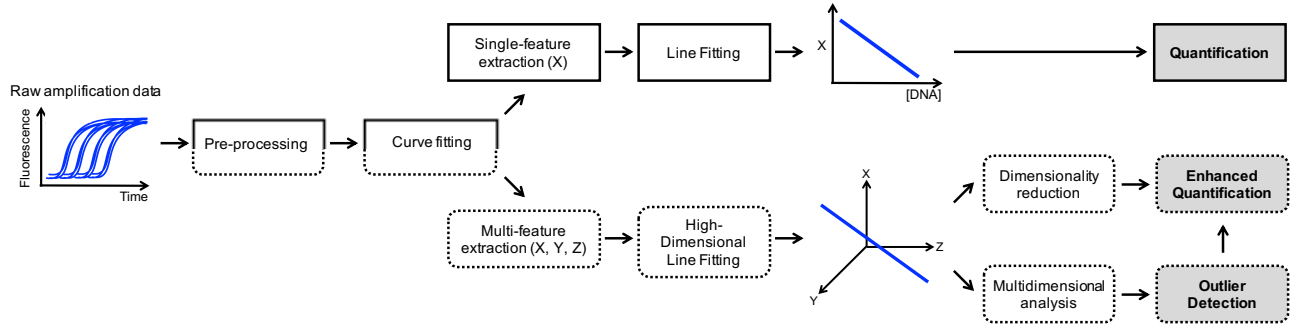 Raw amplification data
Fluorescence
Time
Pre-processing
Curve fitting
Single-feature
extraction (X)
Line Fitting
X
[DNA]
Quantification
Multi-feature
extraction (X, Y, Z)
High-
Dimensional
Line Fitting
X
Z
Y
Dimensionality
reduction
Enhanced
Quantification
Multidimensional
analysis
Outlier
Detection